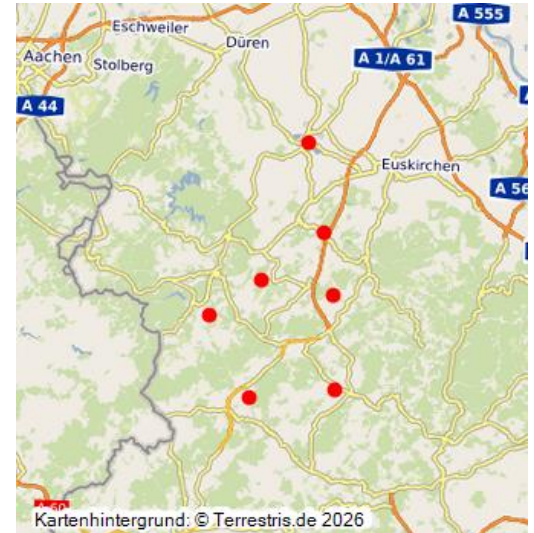 A 555
Eschweiler
Düren
Aachen
Stolberg
A 1/A 61
A 44
Euskirchen
A 56
Kartenhintergrund: © Terrestris.de 2026